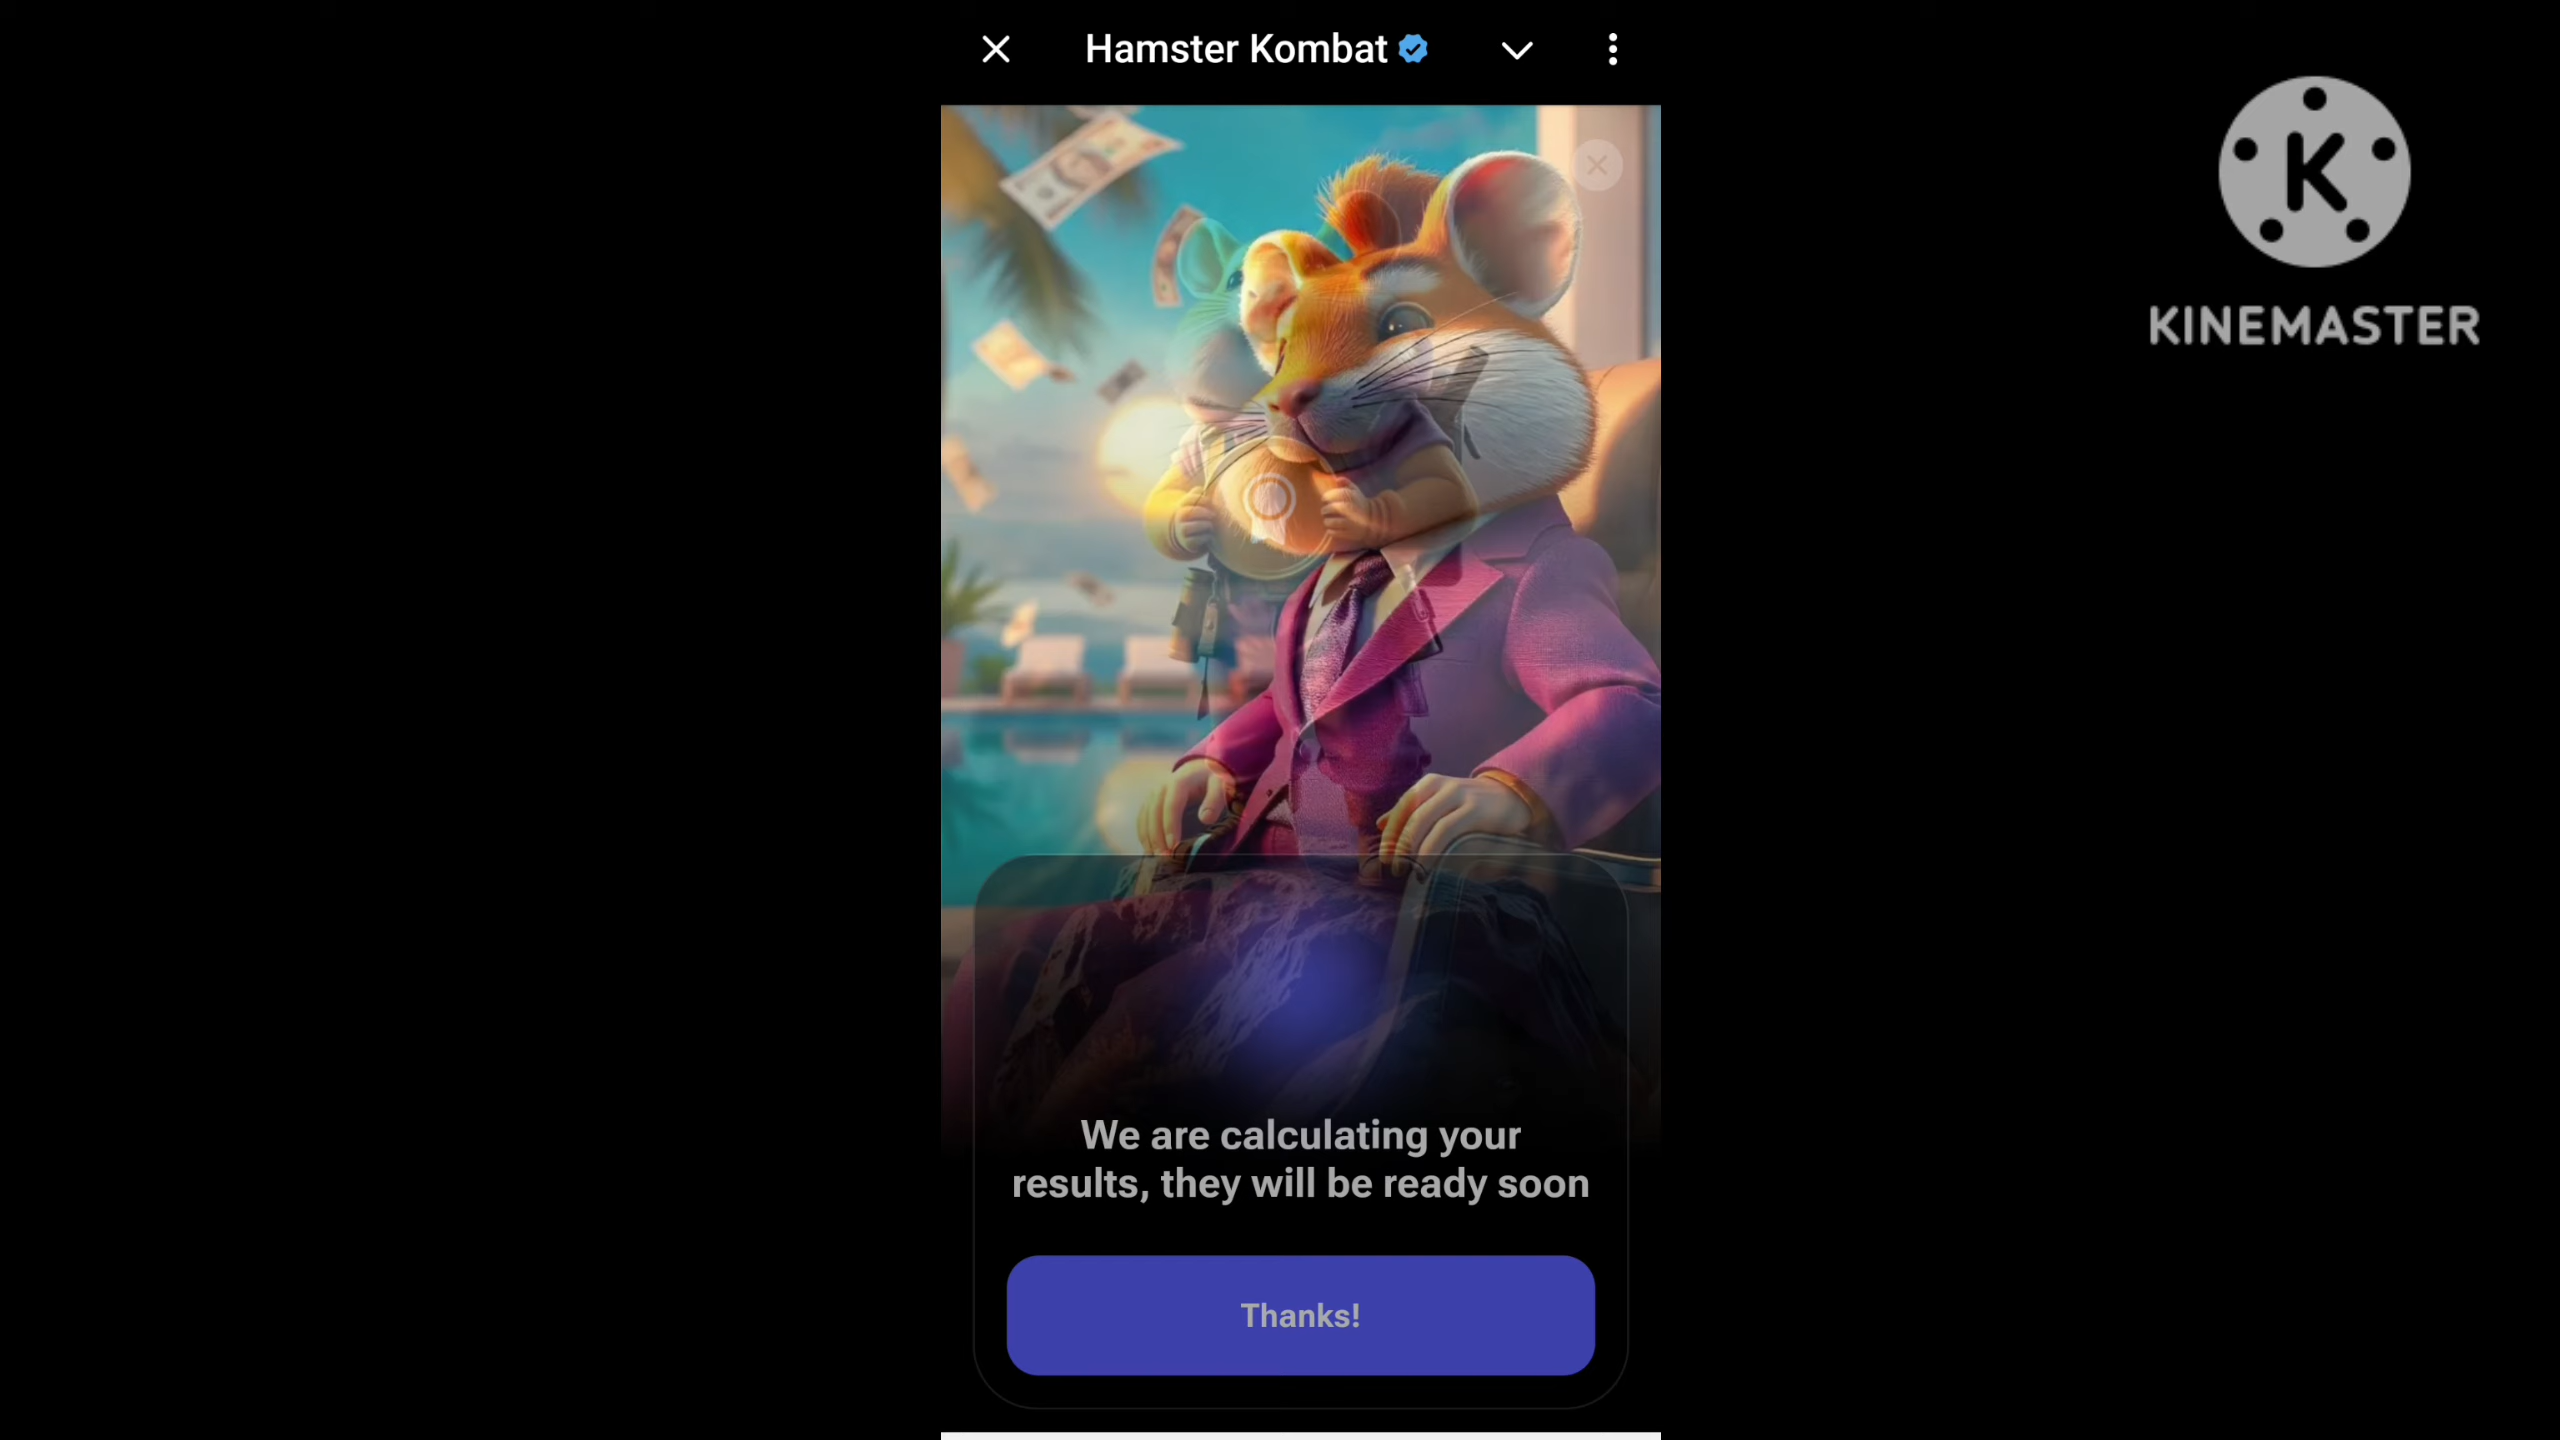 Hamster Kombat
K
KINEMASTER
We are calculating your
results, they will be ready soon
Thanks!